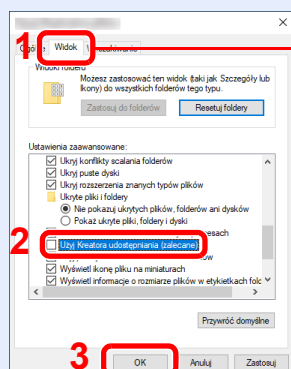 1
Widok
Widoki folderu
Możesz zastosować ten widok (taki jak Szczegóły lub
Ikony) do wszystkich folderów tego typu.
Zastosuj do folderów
Resetuj foldery
Ustawienia zaawansowane:
Ukryj konflikty scalania folderów
Ukryj puste dyski
Ukryj rozszerzenia znanych typów plików
Ukryte pliki i foldery
Nie pokazuj ukrytych plików, folderów ani dysków
Pokaż ukryte pliki, foldery i dyski
2
Użyj Kreatora udostępniania (zalecane)
Wyświetl ikonę pliku na miniaturach
Wyświetl informacje o rozmiarze plików w etykietkach folc
Przywróć domyślne
3
OK
Anuluj
Zastosuj